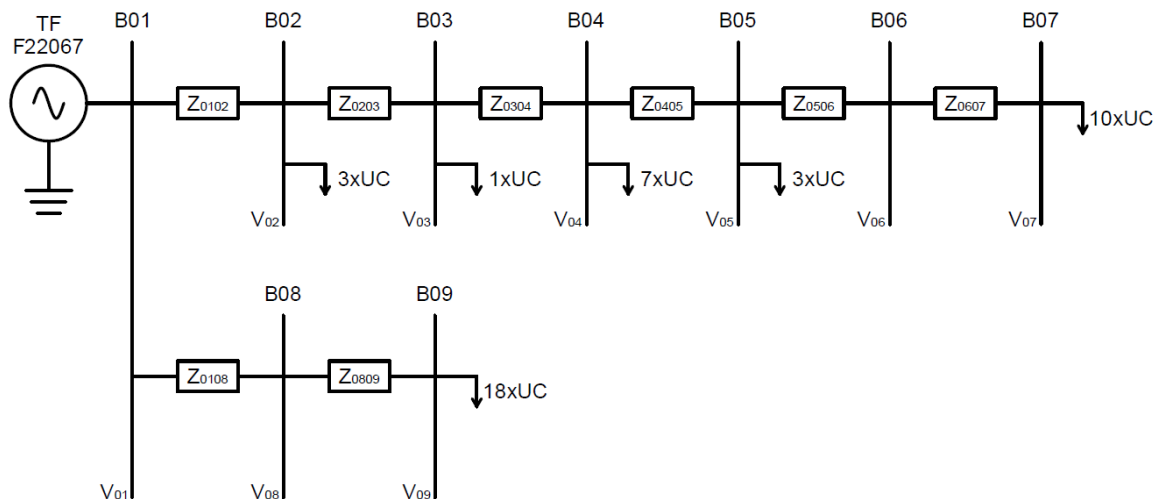 TF
F22067
B01
B02
B03
B04
B05
B06
B07
Z0102
Z0203
Z0304
Z0405
Z0506
Z0607
10xUC
3xUC
1xUC
7xUC
3xUC
V02
V03
V04
V05
V06
V07
B08
B09
Z0108
Z0809
18xUC
V01
V08
V09